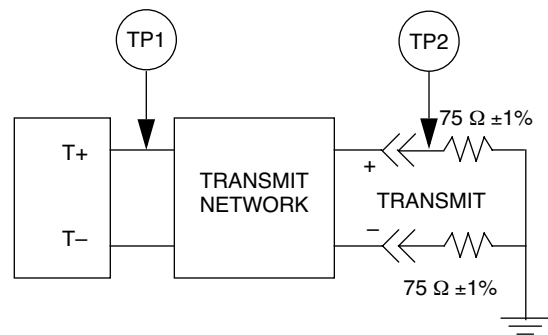 TP1
TP2
75 Ω ±1%
T+
+
TRANSMIT
NETWORK
TRANSMIT
T–
–
75 Ω ±1%